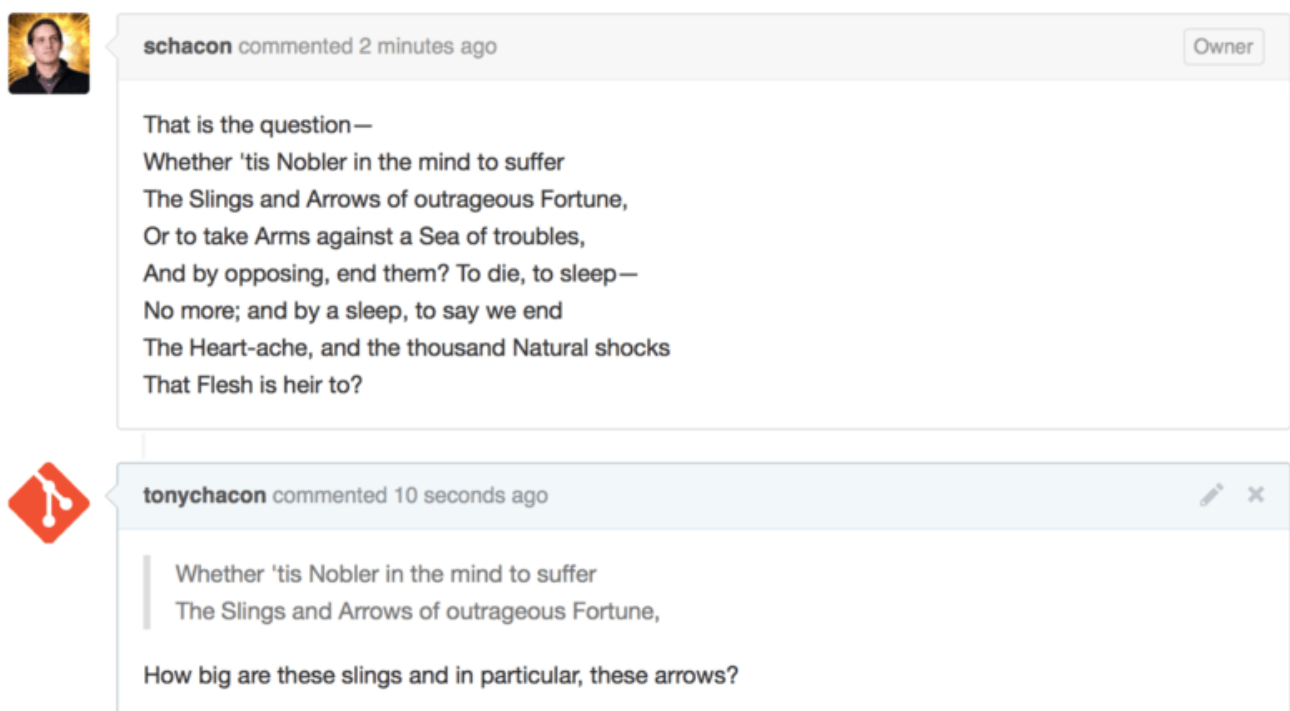 schacon commented 2 minutes ago
Owner
That is the question—
Whether 'tis Nobler in the mind to suffer
The Slings and Arrows of outrageous Fortune,
Or to take Arms against a Sea of troubles,
And by opposing, end them? To die, to sleep—
No more; and by a sleep, to say we end
The Heart-ache, and the thousand Natural shocks
That Flesh is heir to?
tonychacon commented 10 seconds ago
Whether 'tis Nobler in the mind to suffer
The Slings and Arrows of outrageous Fortune,
How big are these slings and in particular, these arrows?